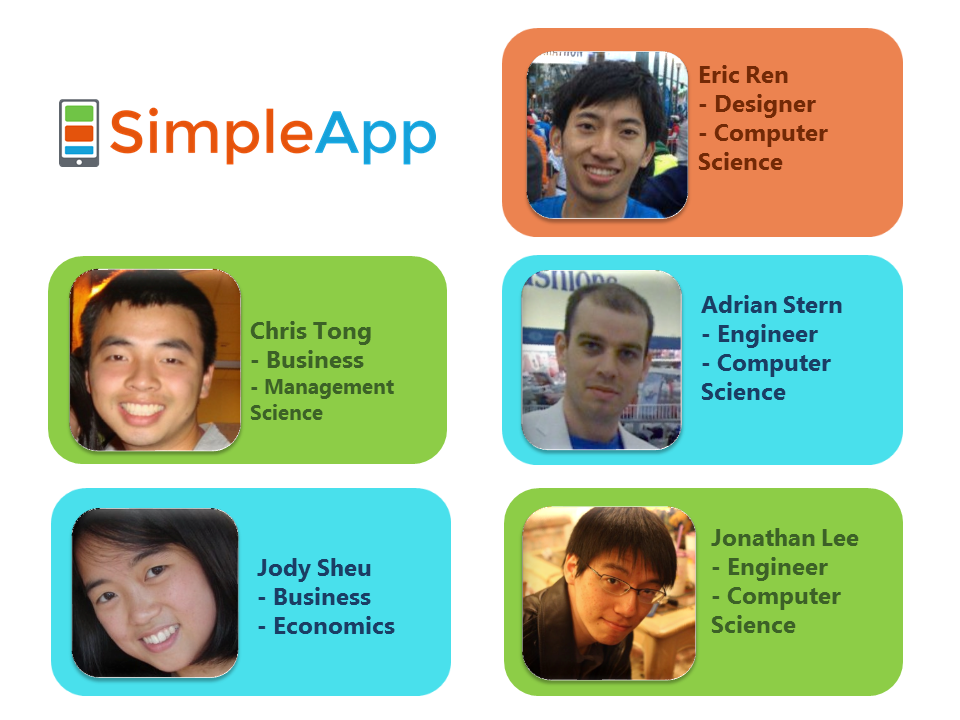 SimpleApp
Eric Ren
- Designer
- Computer
Science
Chris Tong
- Business
- Management
Science
Adrian Stern
- Engineer
- Computer
Science
Jody Sheu
- Business
- Economics
Jonathan Lee
- Engineer
- Computer
Science